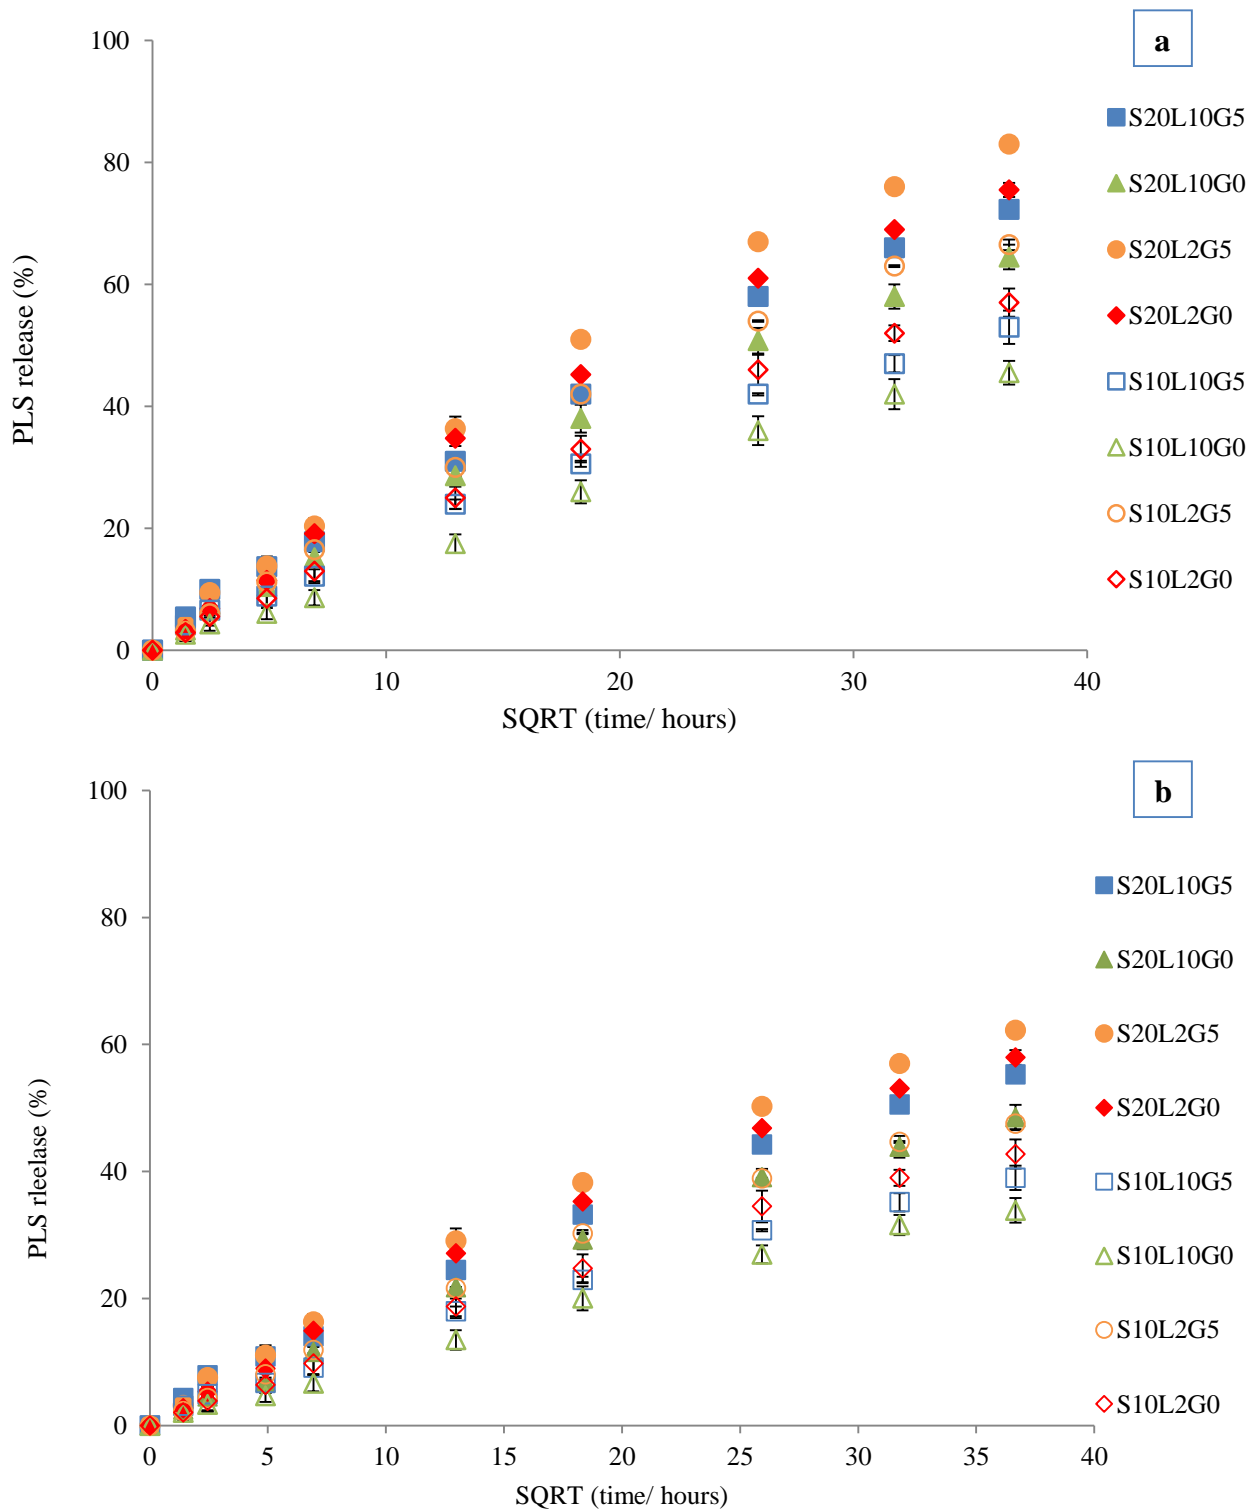 a
100
80
60
40
20
0
PLS release (%)
0 10 20 30 40
SQRT (time/ hours)
S20L10G5
S20L10G0
S20L2G5
S20L2G0
S10L10G5
S10L10G0
S10L2G5
S10L2G0
b
100
80
60
40
20
0
PLS rleelase (%)
0 5 10 15 20 25 30 35 40
SQRT (time/ hours)
S20L10G5
S20L10G0
S20L2G5
S20L2G0
S10L10G5
S10L10G0
S10L2G5
S10L2G0